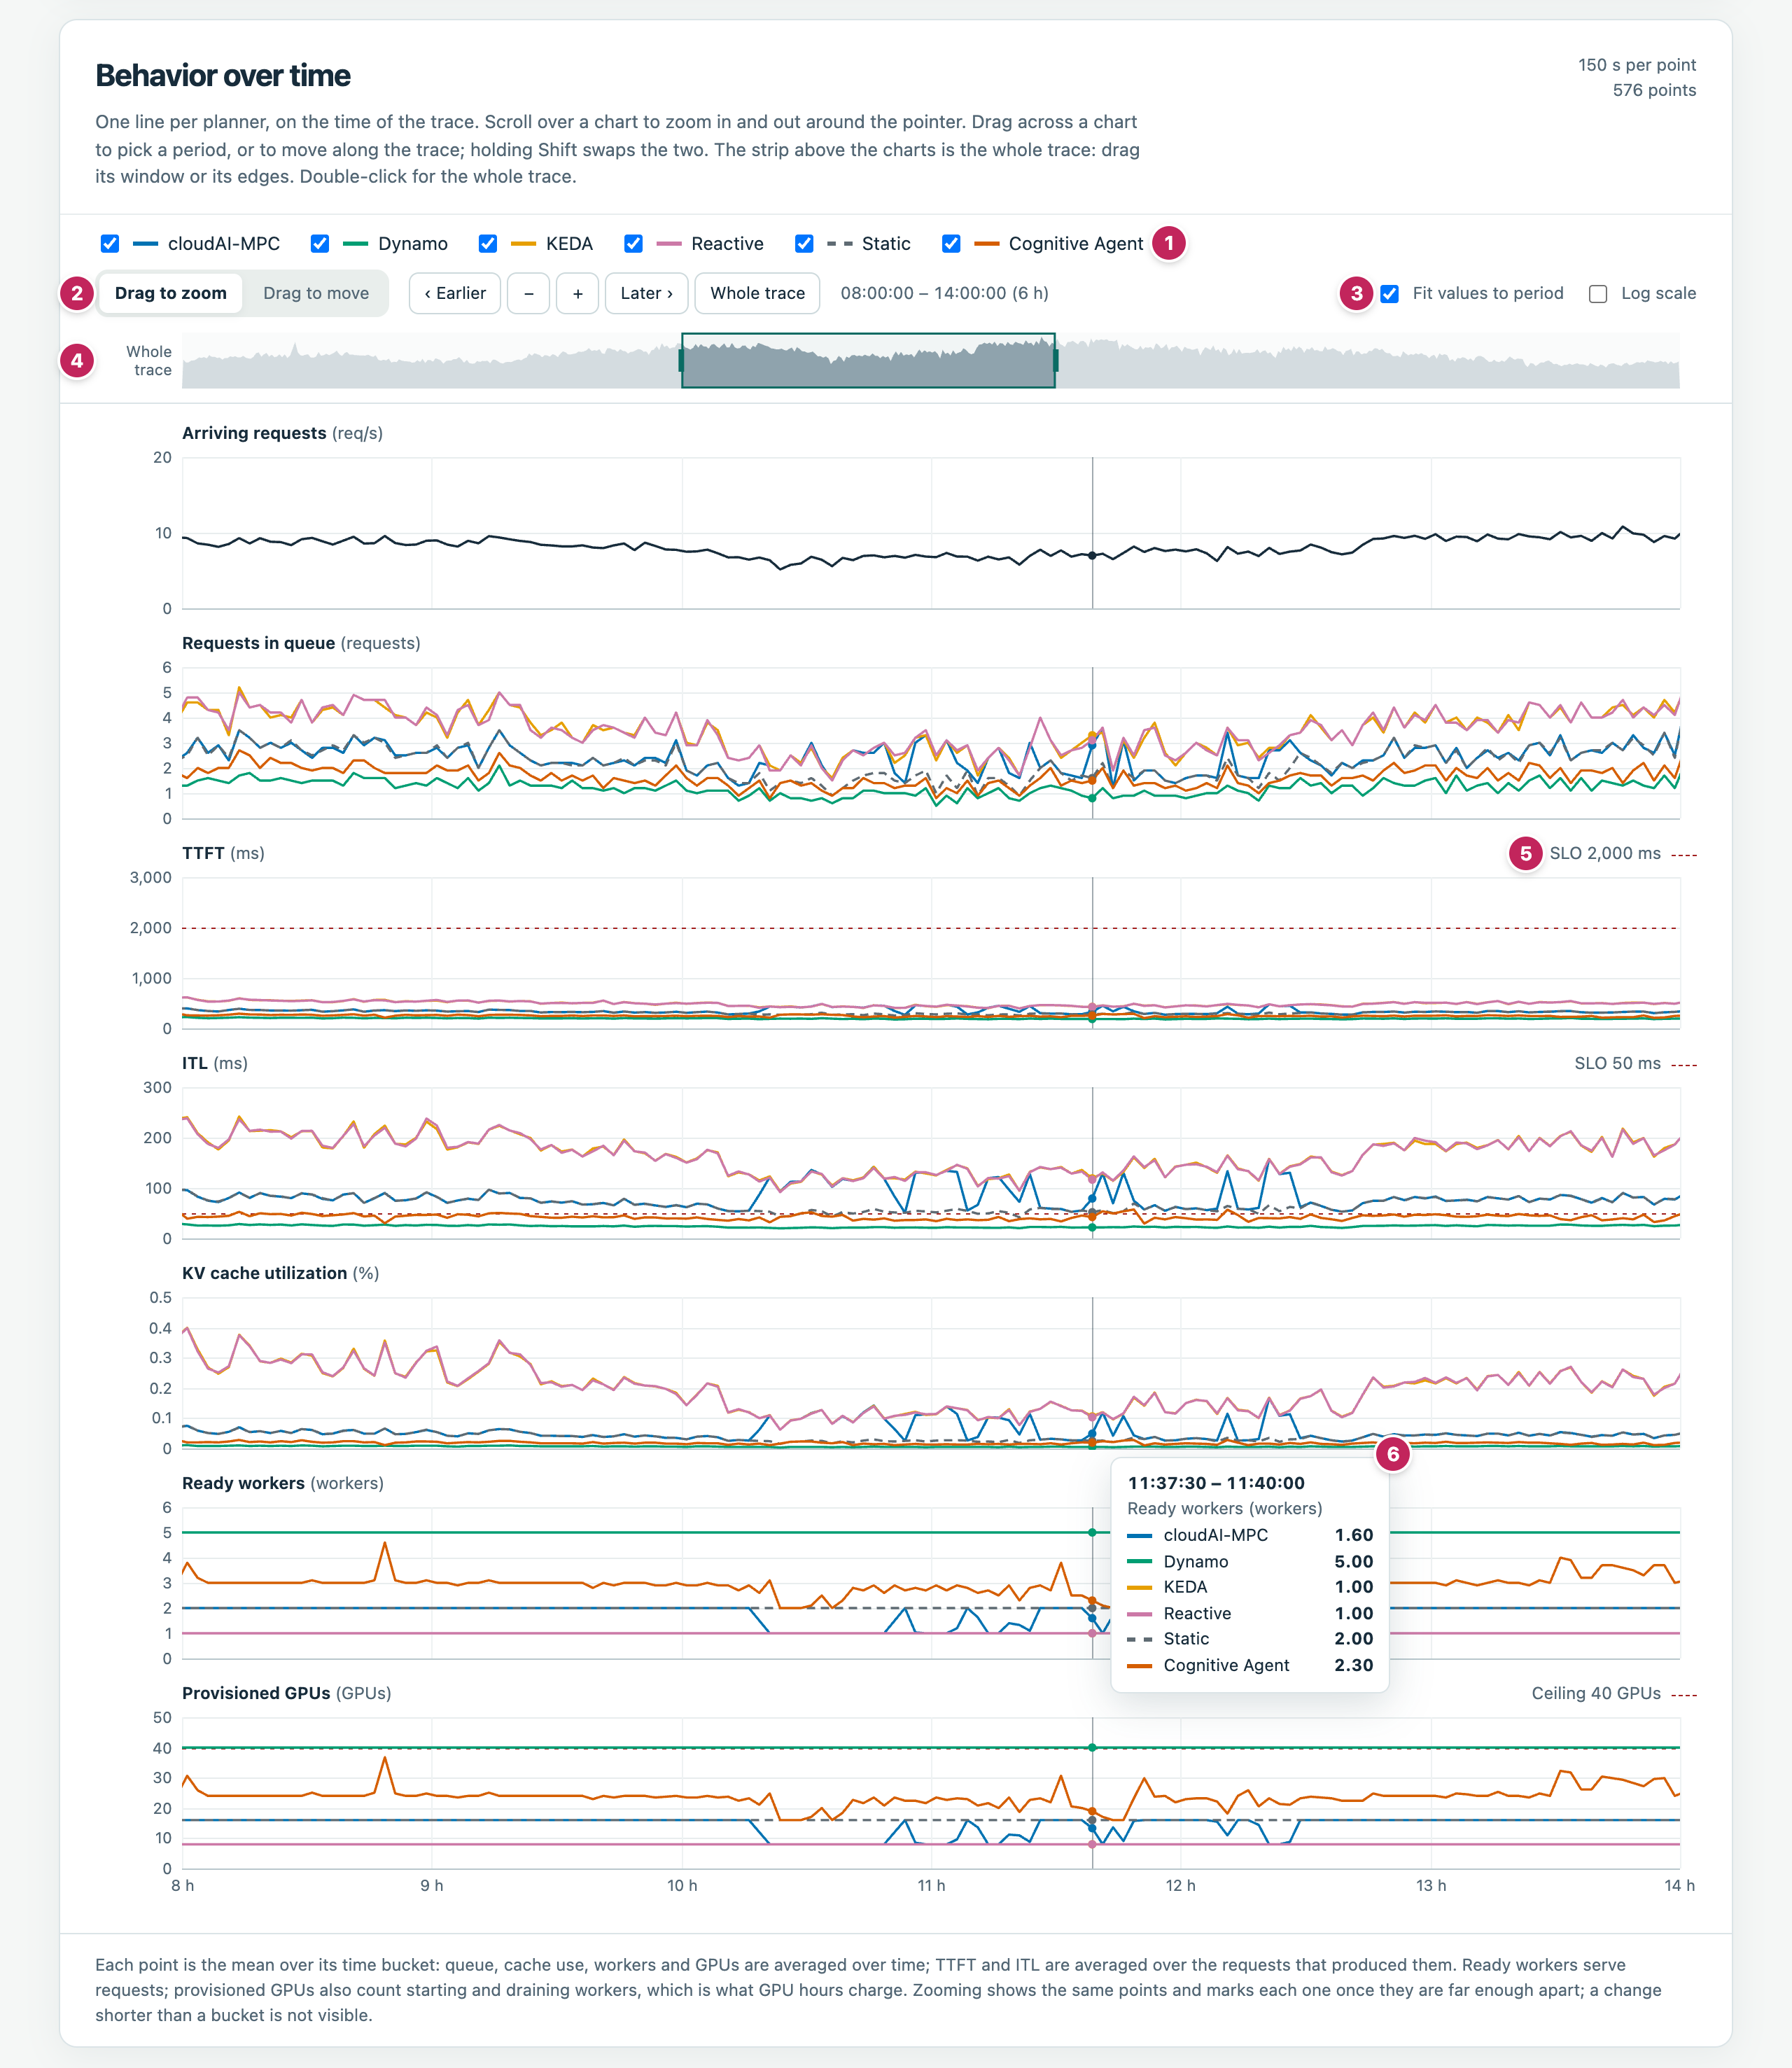 Behavior over time
150 s per point
576 points
One line per planner, on the time of the trace. Scroll over a chart to zoom in and out around the pointer. Drag across a chart
to pick a period, or to move along the trace; holding Shift swaps the two. The strip above the charts is the whole trace: drag
its window or its edges. Double-click for the whole trace.
cloudAI-MPC Dynamo KEDA Reactive Static Cognitive Agent 1
2 Drag to zoom Drag to move ‹ Earlier − + Later › Whole trace 08:00:00 – 14:00:00 (6 h) 3 Fit values to period Log scale
4 Whole
trace
Arriving requests (req/s)
20
10
0
Requests in queue (requests)
6
5
4
3
2
1
0
TTFT (ms) 5 SLO 2,000 ms
3,000
2,000
1,000
0
ITL (ms) SLO 50 ms
300
200
100
0
KV cache utilization (%)
0.5
0.4
0.3
0.2
0.1
0
6
Ready workers (workers)
6
5
4
3
2
1
0
11:37:30 – 11:40:00
Ready workers (workers)
cloudAI-MPC 1.60
Dynamo 5.00
KEDA 1.00
Reactive 1.00
Static 2.00
Cognitive Agent 2.30
Provisioned GPUs (GPUs) Ceiling 40 GPUs
50
40
30
20
10
0
8 h 9 h 10 h 11 h 12 h 13 h 14 h
Each point is the mean over its time bucket: queue, cache use, workers and GPUs are averaged over time; TTFT and ITL are averaged over the requests that produced them. Ready workers serve
requests; provisioned GPUs also count starting and draining workers, which is what GPU hours charge. Zooming shows the same points and marks each one once they are far enough apart; a change
shorter than a bucket is not visible.